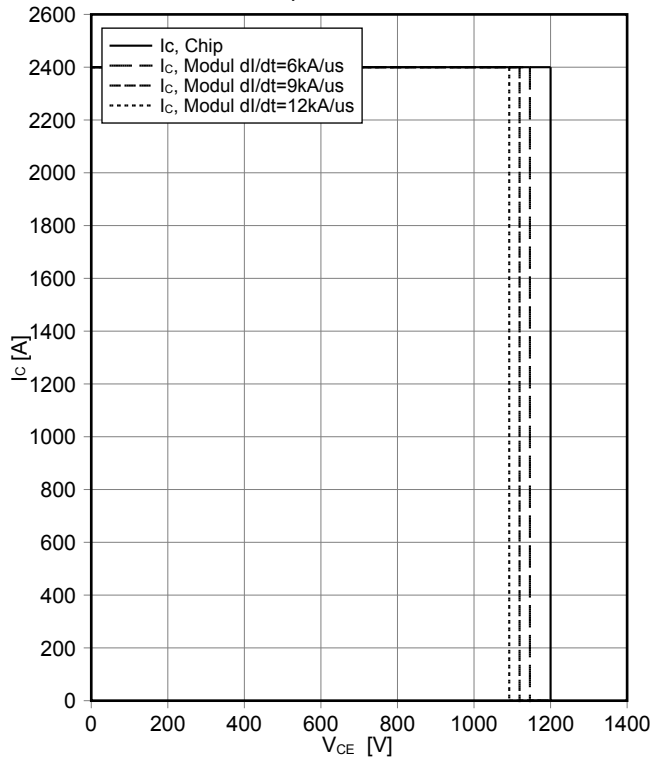 2600
2400
2200
2000
1800
1600
1400
1200
1000
800
600
400
200
0
IC [A]
Ic, Chip
IC, Modul dI/dt=6kA/us
IC, Modul dI/dt=9kA/us
IC, Modul dI/dt=12kA/us
0 200 400 600 800 1000 1200 1400
VCE [V]